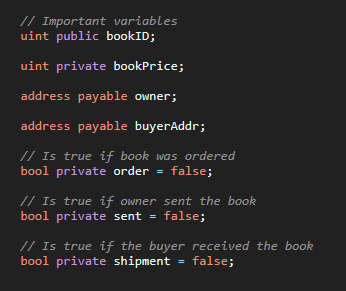 // Important variables
uint public bookID;
uint private bookPrice;
address payable owner;
address payable buyerAddr;
// Is true if book was ordered
bool private order = false;
// Is true if owner sent the book
bool private sent = false;
// Is true if the buyer received the book
bool private shipment = false;